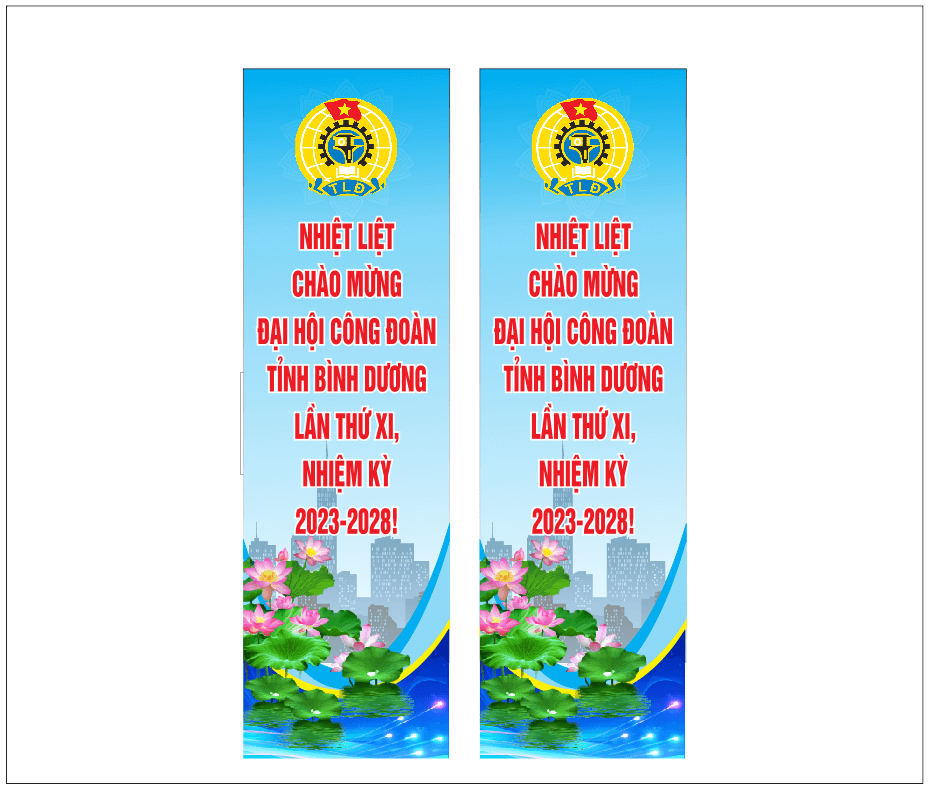 TLĐ
NHIỆT LIỆT
CHÀO MỪNG
ĐẠI HỘI CÔNG ĐOÀN
TỈNH BÌNH DƯƠNG
LẦN THỨ XI,
NHIỆM KỲ
2023-2028!
TLĐ
NHIỆT LIỆT
CHÀO MỪNG
ĐẠI HỘI CÔNG ĐOÀN
TỈNH BÌNH DƯƠNG
LẦN THỨ XI,
NHIỆM KỲ
2023-2028!